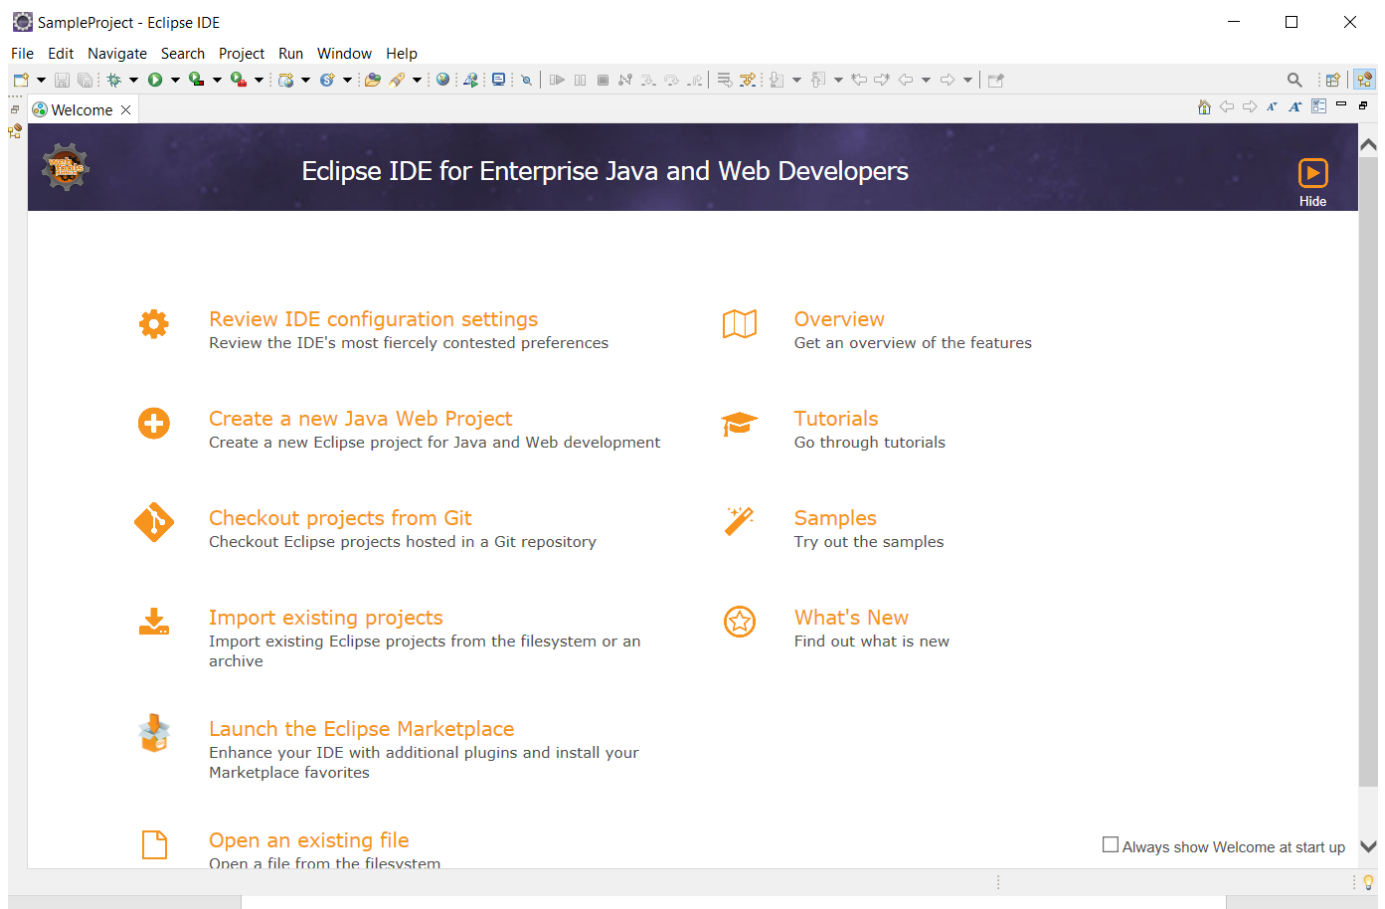 SampleProject - Eclipse IDE
File Edit Navigate Search Project Run Window Help
Welcome
Eclipse IDE for Enterprise Java and Web Developers
Hide
Review IDE configuration settings
Review the IDE's most fiercely contested preferences
Overview
Get an overview of the features
Create a new Java Web Project
Create a new Eclipse project for Java and Web development
Tutorials
Go through tutorials
Checkout projects from Git
Checkout Eclipse projects hosted in a Git repository
Samples
Try out the samples
Import existing projects
Import existing Eclipse projects from the filesystem or an
archive
What's New
Find out what is new
Launch the Eclipse Marketplace
Enhance your IDE with additional plugins and install your
Marketplace favorites
Open an existing file
Open a file from the filesystem
Always show Welcome at start up